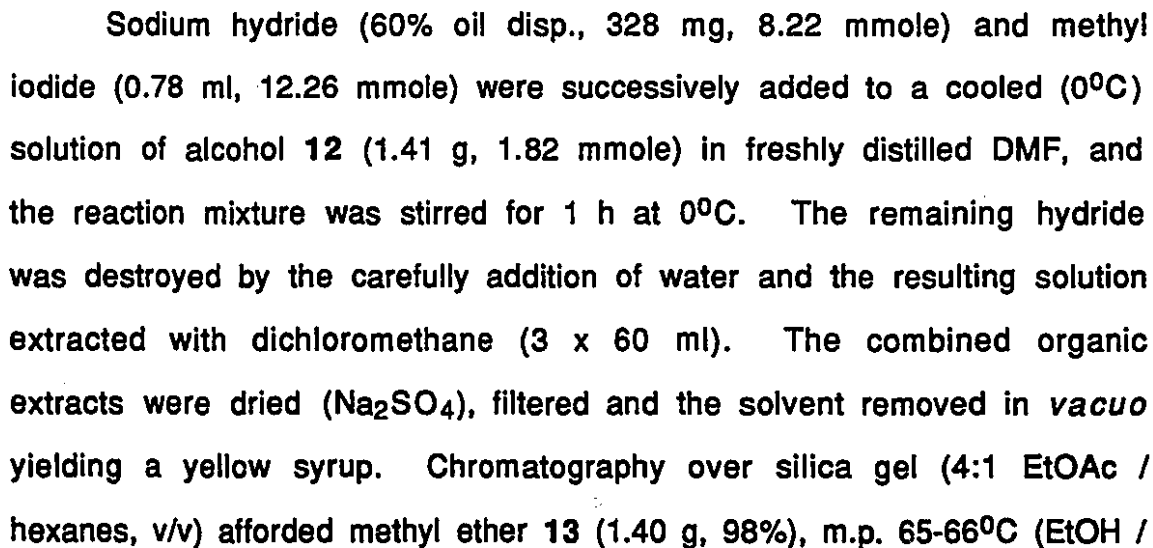 Sodium hydride (60% oil disp., 328 mg, 8.22 mmole) and methyl
iodide (0.78 ml, 12.26 mmole) were successively added to a cooled (0⁰C)
solution of alcohol 12 (1.41 g, 1.82 mmole) in freshly distilled DMF, and
the reaction mixture was stirred for 1 h at 0⁰C. The remaining hydride
was destroyed by the carefully addition of water and the resulting solution
extracted with dichloromethane (3 x 60 ml). The combined organic
extracts were dried (Na₂SO₄), filtered and the solvent removed in vacuo
yielding a yellow syrup. Chromatography over silica gel (4:1 EtOAc /
hexanes, v/v) afforded methyl ether 13 (1.40 g, 98%), m.p. 65-66⁰C (EtOH /